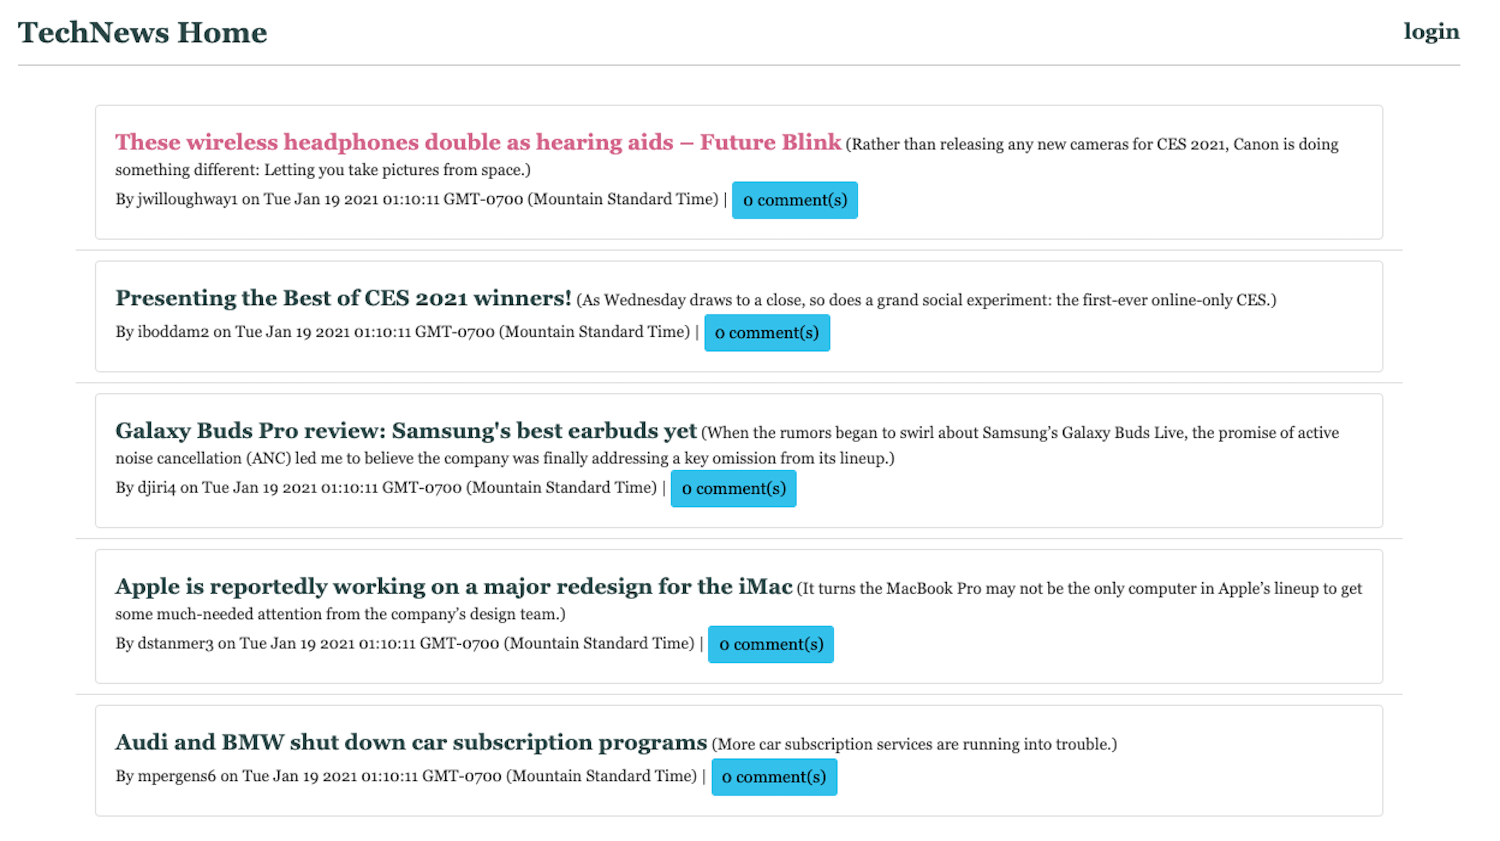 TechNews Home
login
These wireless headphones double as hearing aids – Future Blink (Rather than releasing any new cameras for CES 2021, Canon is doing
something different: Letting you take pictures from space.)
By jwilloughway1 on Tue Jan 19 2021 01:10:11 GMT-0700 (Mountain Standard Time) | 0 comment(s)
Presenting the Best of CES 2021 winners! (As Wednesday draws to a close, so does a grand social experiment: the first-ever online-only CES.)
By iboddam2 on Tue Jan 19 2021 01:10:11 GMT-0700 (Mountain Standard Time) | 0 comment(s)
Galaxy Buds Pro review: Samsung's best earbuds yet (When the rumors began to swirl about Samsung’s Galaxy Buds Live, the promise of active
noise cancellation (ANC) led me to believe the company was finally addressing a key omission from its lineup.)
By djiri4 on Tue Jan 19 2021 01:10:11 GMT-0700 (Mountain Standard Time) | 0 comment(s)
Apple is reportedly working on a major redesign for the iMac (It turns the MacBook Pro may not be the only computer in Apple’s lineup to get
some much-needed attention from the company’s design team.)
By dstanmer3 on Tue Jan 19 2021 01:10:11 GMT-0700 (Mountain Standard Time) | 0 comment(s)
Audi and BMW shut down car subscription programs (More car subscription services are running into trouble.)
By mpergens6 on Tue Jan 19 2021 01:10:11 GMT-0700 (Mountain Standard Time) | 0 comment(s)